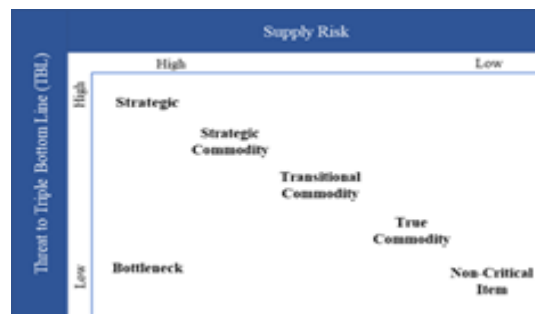 Supply Risk
High Low
Threat to Triple Bottom Line (TBL)
High
Strategic
Strategic
Commodity
Transitional
Commodity
True
Commodity
Low
Bottleneck
Non-Critical
Item